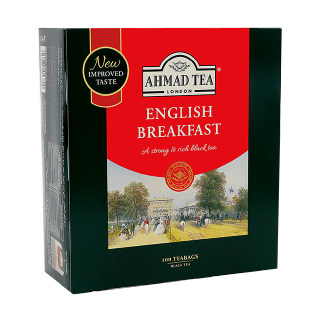 New
IMPROVED
TASTE
AHMAD TEA
LONDON
ENGLISH
BREAKFAST
A strong & rich black tea
100 TEABAGS
BLACK TEA